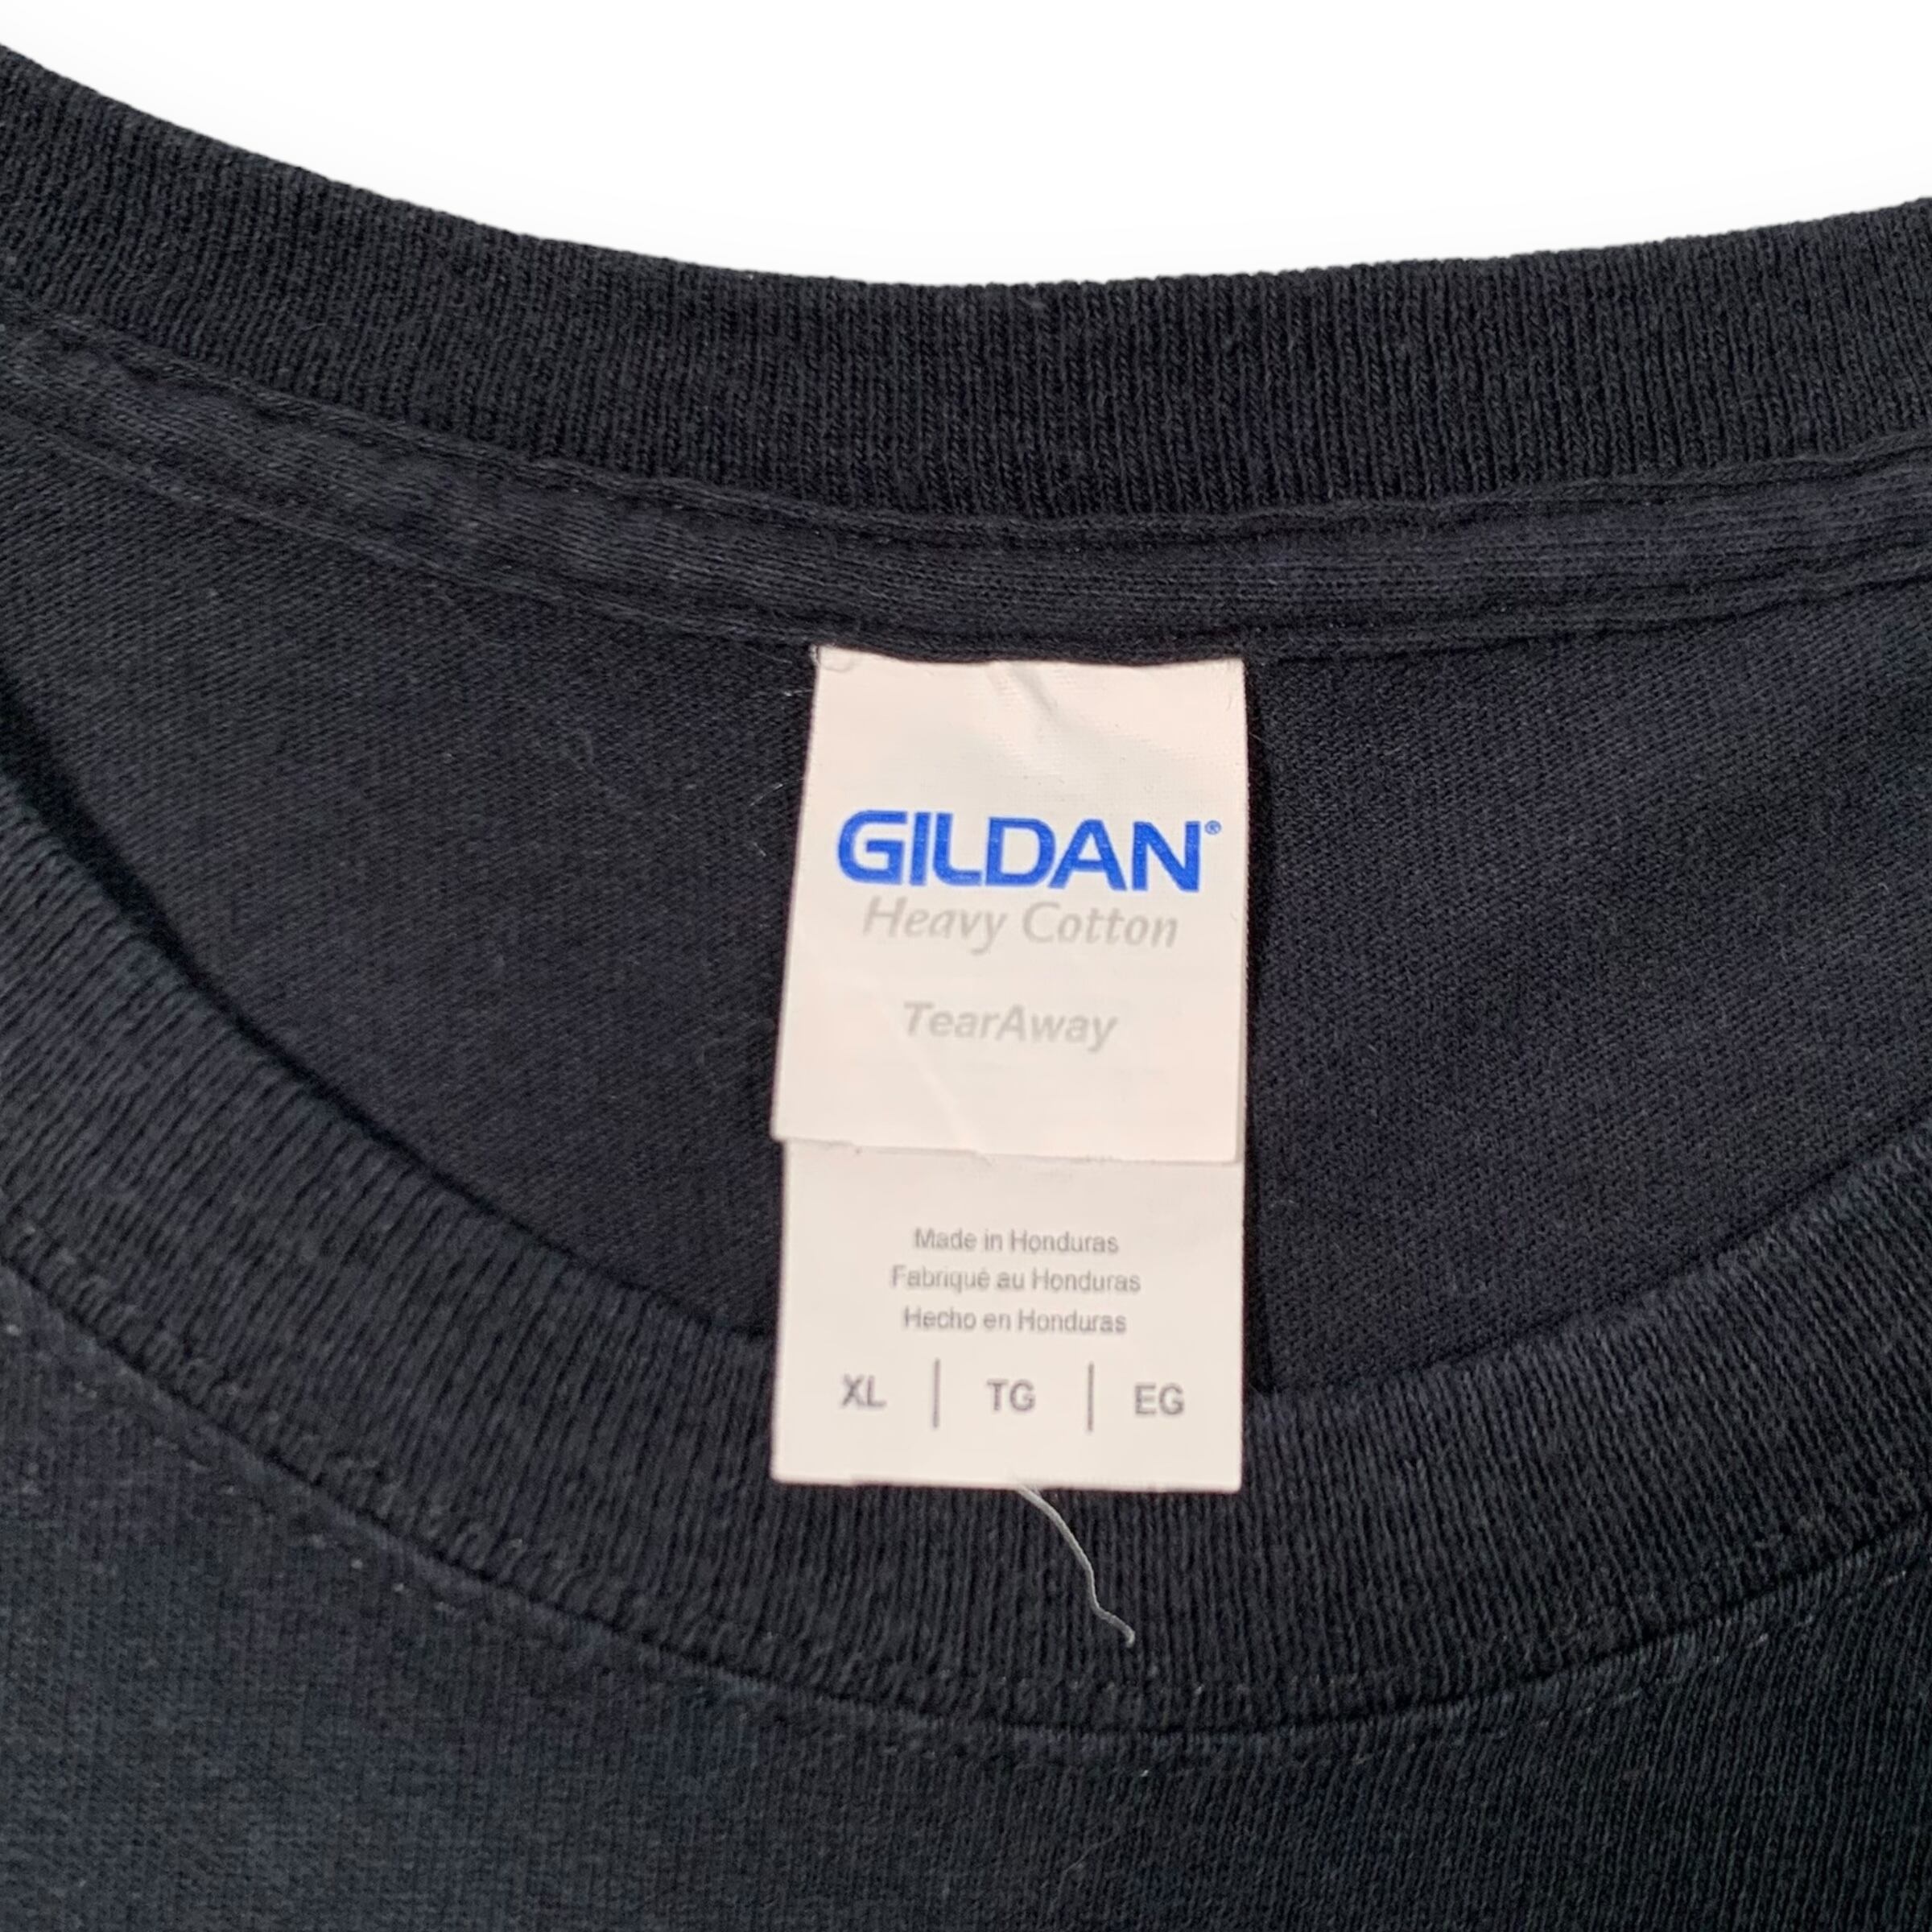 GILDAN®
Heavy Cotton
TearAway
Made in Honduras
Fabriqué au Honduras
Hecho en Honduras
XL | TG | EG